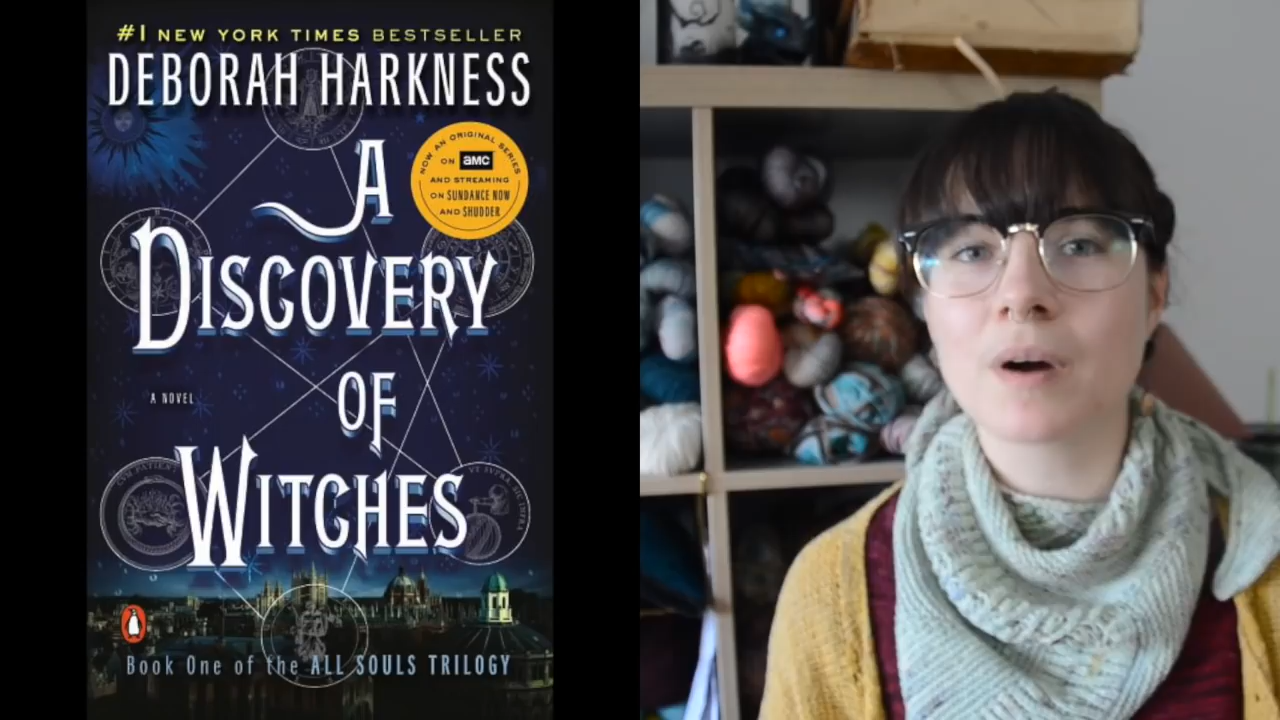 #1 NEW YORK TIMES BESTSELLER
DEBORAH HARKNESS
NOW AN ORIGINAL SERIES
ON amc
AND STREAMING
ON SUNDANCE NOW
AND SHUDDER
A
DISCOVERY
A NOVEL
OF
WITCHES
Book One of the ALL SOULS TRILOGY